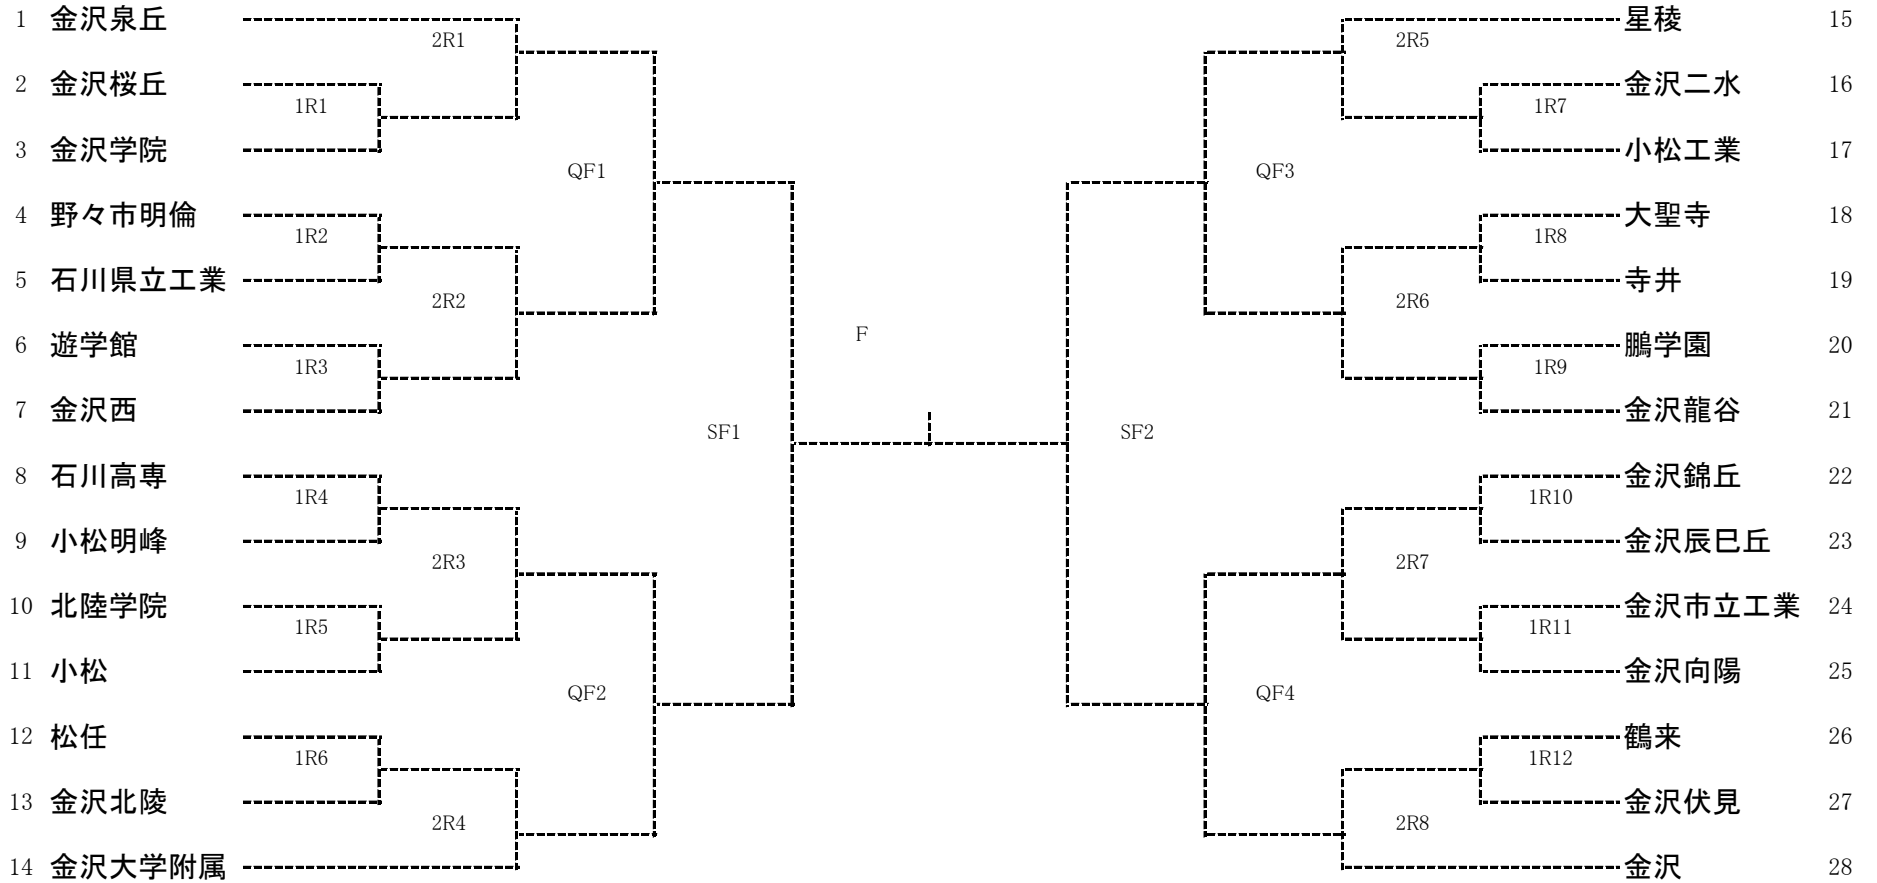 1 金沢泉丘
2R1
2 金沢桜丘
1R1
3 金沢学院
QF1
4 野々市明倫
1R2
5 石川県立工業
2R2
6 遊学館
1R3
7 金沢西
SF1
8 石川高専
1R4
9 小松明峰
2R3
10 北陸学院
1R5
11 小松
QF2
12 松任
1R6
13 金沢北陵
2R4
14 金沢大学附属
F
星稜 15
2R5
金沢二水 16
1R7
小松工業 17
QF3
大聖寺 18
1R8
寺井 19
2R6
鵬学園 20
1R9
金沢龍谷 21
SF2
金沢錦丘 22
1R10
金沢辰巳丘 23
2R7
金沢市立工業 24
1R11
金沢向陽 25
QF4
鶴来 26
1R12
金沢伏見 27
2R8
金沢 28